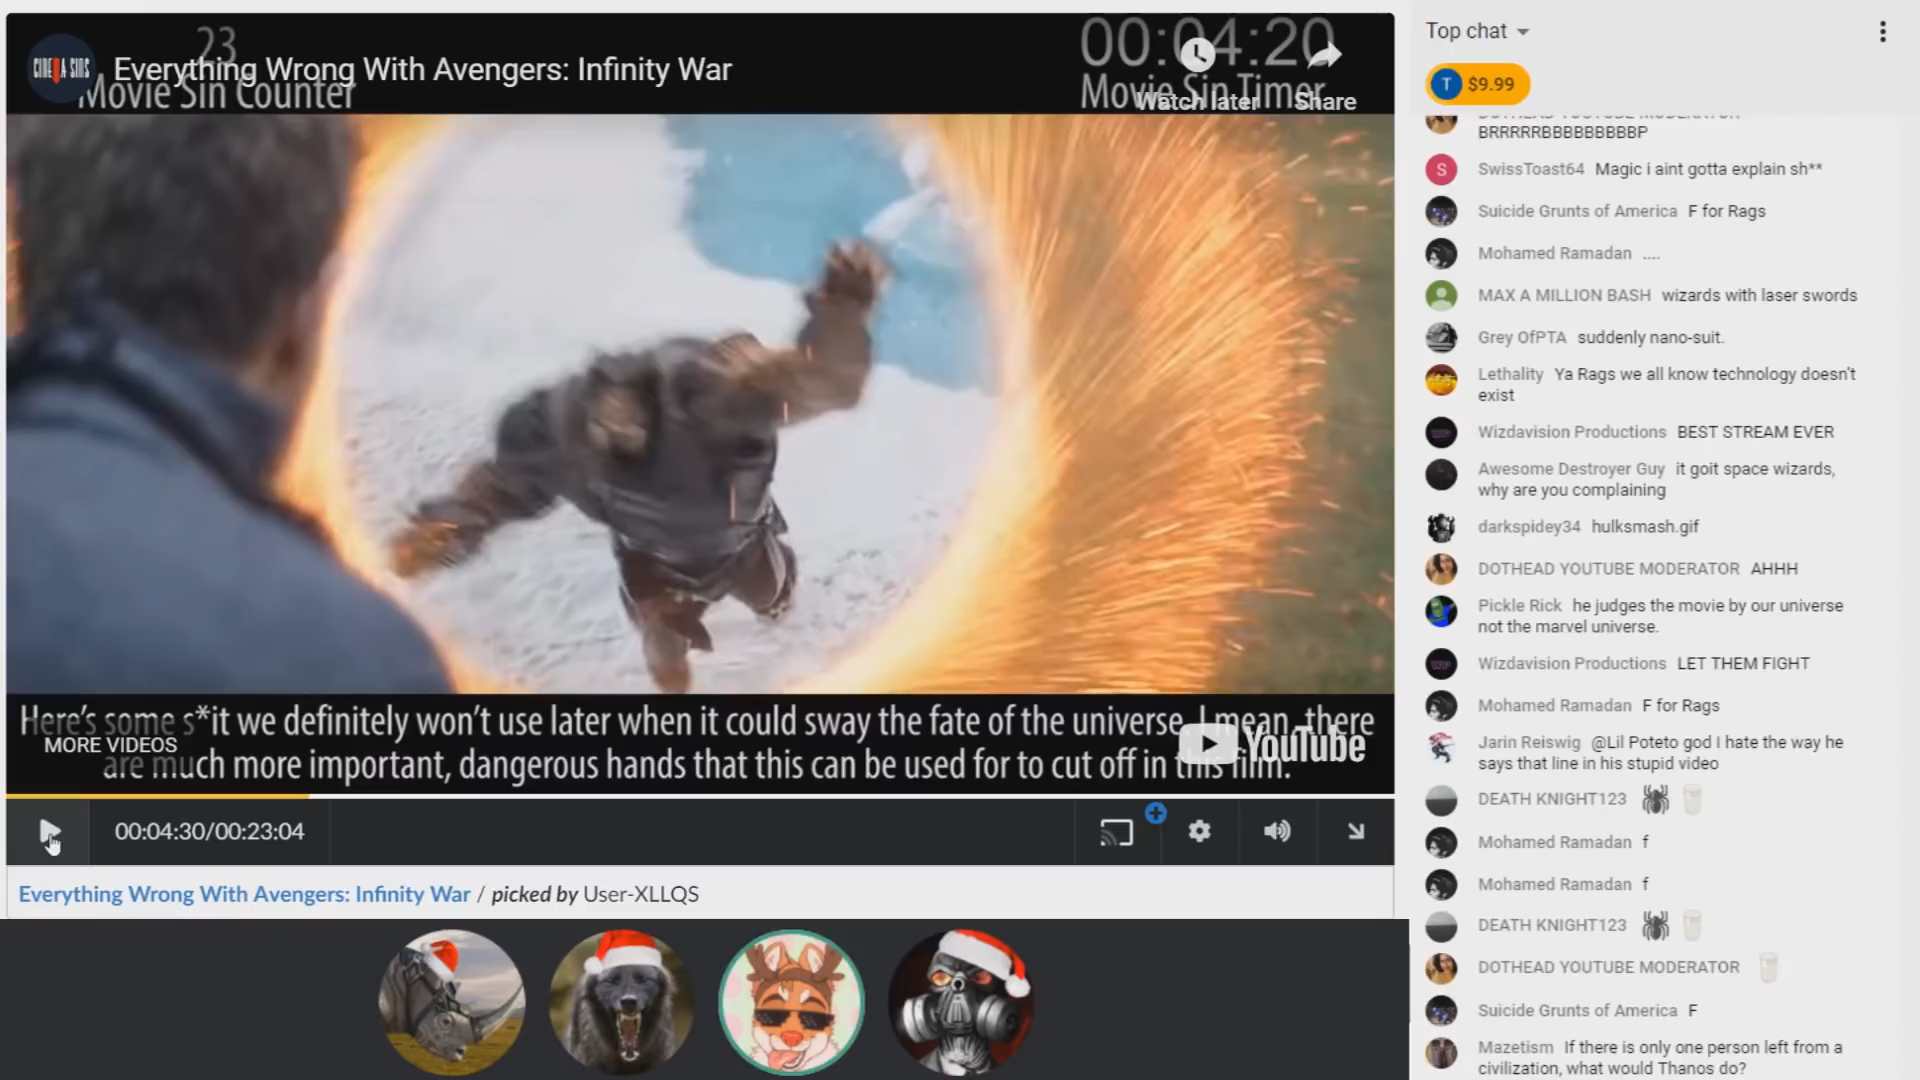 23
Movie Sin Counter
CINEMA SINS
Everything Wrong With Avengers: Infinity War
00:04:20
Movie Sin Timer
Watch later
Share
Here's some s*it we definitely won't use later when it could sway the fate of the universe. I mean, there
are much more important, dangerous hands that this can be used for to cut off in this film.
MORE VIDEOS
YouTube
00:04:30/00:23:04
Everything Wrong With Avengers: Infinity War / picked by User-XLLQS
Top chat
T $9.99
DOTHEAD YOUTUBE MODERATOR
BRRRRRBBBBBBBBBP
S SwissToast64 Magic i aint gotta explain sh**
Suicide Grunts of America F for Rags
Mohamed Ramadan ....
MAX A MILLION BASH wizards with laser swords
Grey OfPTA suddenly nano-suit.
Lethality Ya Rags we all know technology doesn't
exist
Wizdavision Productions BEST STREAM EVER
Awesome Destroyer Guy it goit space wizards,
why are you complaining
darkspidey34 hulksmash.gif
DOTHEAD YOUTUBE MODERATOR AHHH
Pickle Rick he judges the movie by our universe
not the marvel universe.
Wizdavision Productions LET THEM FIGHT
Mohamed Ramadan F for Rags
Jarin Reiswig @Lil Poteto god I hate the way he
says that line in his stupid video
DEATH KNIGHT123
Mohamed Ramadan f
Mohamed Ramadan f
DEATH KNIGHT123
DOTHEAD YOUTUBE MODERATOR
Suicide Grunts of America F
Mazetism If there is only one person left from a
civilization, what would Thanos do?